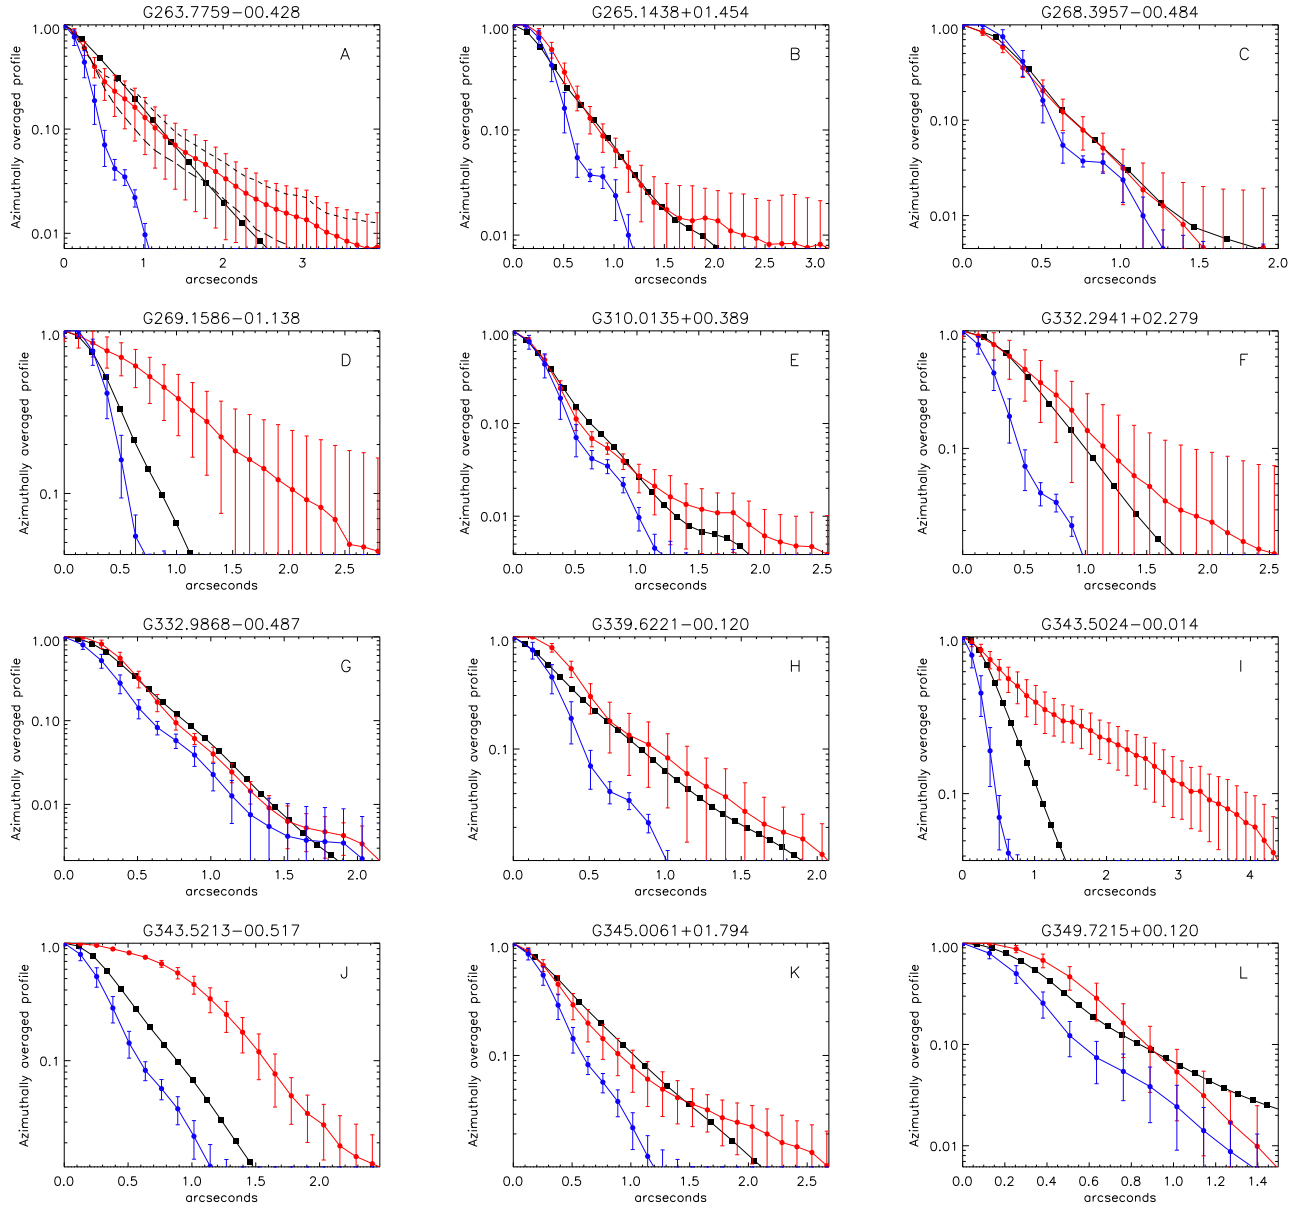 G263.7759−00.428
G265.1438+01.454
G268.3957−00.484
Azimuthally averaged profile
1.00
0.10
0.01
A
0 1 2 3
arcseconds
Azimuthally averaged profile
1.00
0.10
0.01
B
0.0 0.5 1.0 1.5 2.0 2.5 3.0
arcseconds
Azimuthally averaged profile
1.00
0.10
0.01
C
0.0 0.5 1.0 1.5 2.0
arcseconds
G269.1586−01.138
G310.0135+00.389
G332.2941+02.279
Azimuthally averaged profile
1.0
0.1
D
0.0 0.5 1.0 1.5 2.0 2.5
arcseconds
Azimuthally averaged profile
1.00
0.10
0.01
E
0.0 0.5 1.0 1.5 2.0 2.5
arcseconds
Azimuthally averaged profile
1.0
0.1
F
0.0 0.5 1.0 1.5 2.0 2.5
arcseconds
G332.9868−00.487
G339.6221−00.120
G343.5024−00.014
Azimuthally averaged profile
1.00
0.10
0.01
G
0.0 0.5 1.0 1.5 2.0
arcseconds
Azimuthally averaged profile
1.0
0.1
H
0.0 0.5 1.0 1.5 2.0
arcseconds
Azimuthally averaged profile
1.0
0.1
I
0 1 2 3 4
arcseconds
G343.5213−00.517
G345.0061+01.794
G349.7215+00.120
Azimuthally averaged profile
1.0
0.1
J
0.0 0.5 1.0 1.5 2.0
arcseconds
Azimuthally averaged profile
1.0
0.1
K
0.0 0.5 1.0 1.5 2.0 2.5
arcseconds
Azimuthally averaged profile
1.00
0.10
0.01
L
0.0 0.2 0.4 0.6 0.8 1.0 1.2 1.4
arcseconds